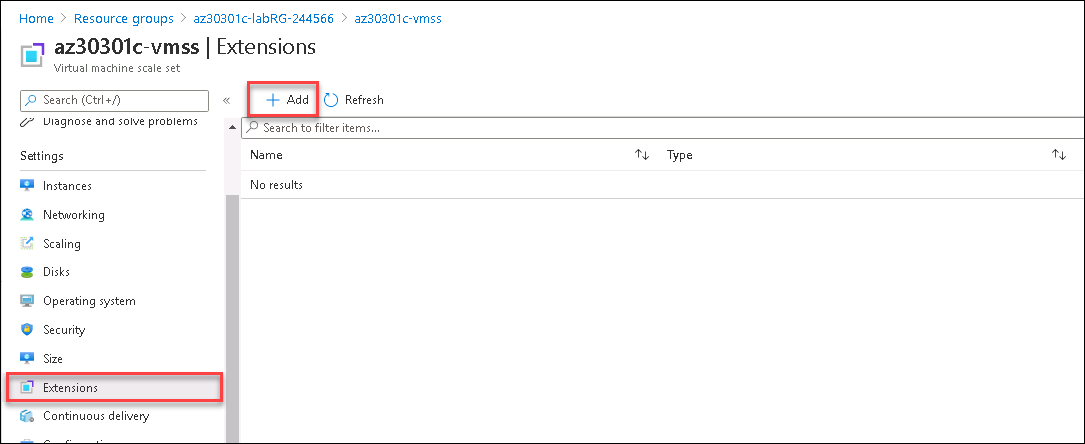 Home > Resource groups > az30301c-labRG-244566 > az30301c-vmss
az30301c-vmss | Extensions
Virtual machine scale set
Search (Ctrl+/)
«
+ Add
Refresh
Diagnose and solve problems
Search to filter items...
Settings
Name
Type
Instances
No results
Networking
Scaling
Disks
Operating system
Security
Size
Extensions
Continuous delivery